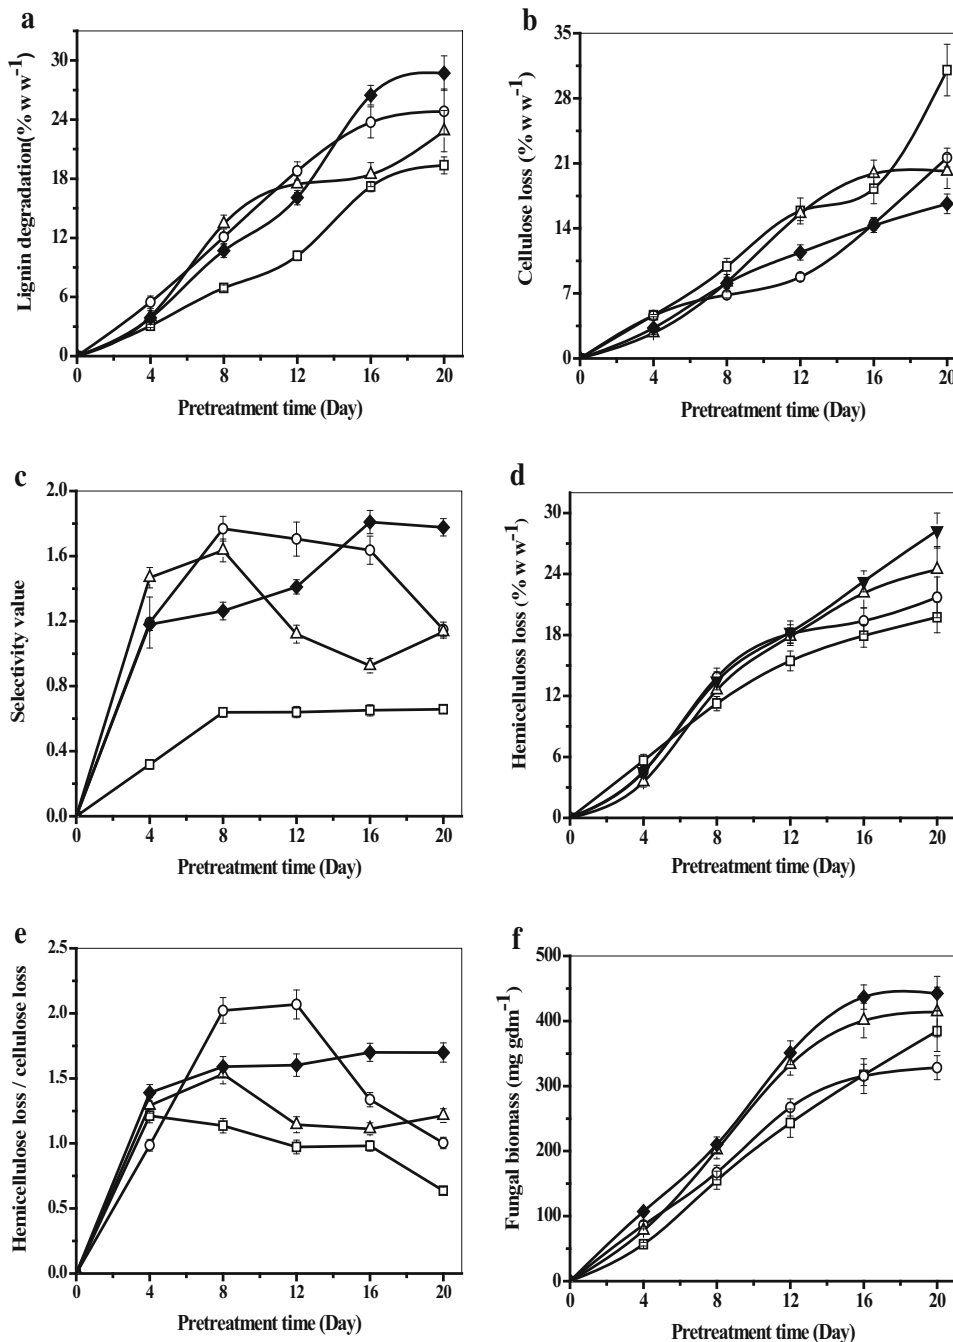 a
Lignin degradation(% w w-1)
30
24
18
12
6
0
0 4 8 12 16 20
Pretreatment time (Day)
b
Cellulose loss (% w w-1)
35
28
21
14
7
0
0 4 8 12 16 20
Pretreatment time (Day)
c
Selectivity value
2.0
1.6
1.2
0.8
0.4
0.0
0 4 8 12 16 20
Pretreatment time (Day)
d
Hemicelluloss loss (% w w-1)
30
24
18
12
6
0
0 4 8 12 16 20
Pretreatment time (Day)
e
Hemicellulose loss / cellulose loss
2.5
2.0
1.5
1.0
0.5
0.0
0 4 8 12 16 20
Pretreatment time (Day)
f
Fungal biomass (mg gdm-1)
500
400
300
200
100
0
0 4 8 12 16 20
Pretreatment time (Day)